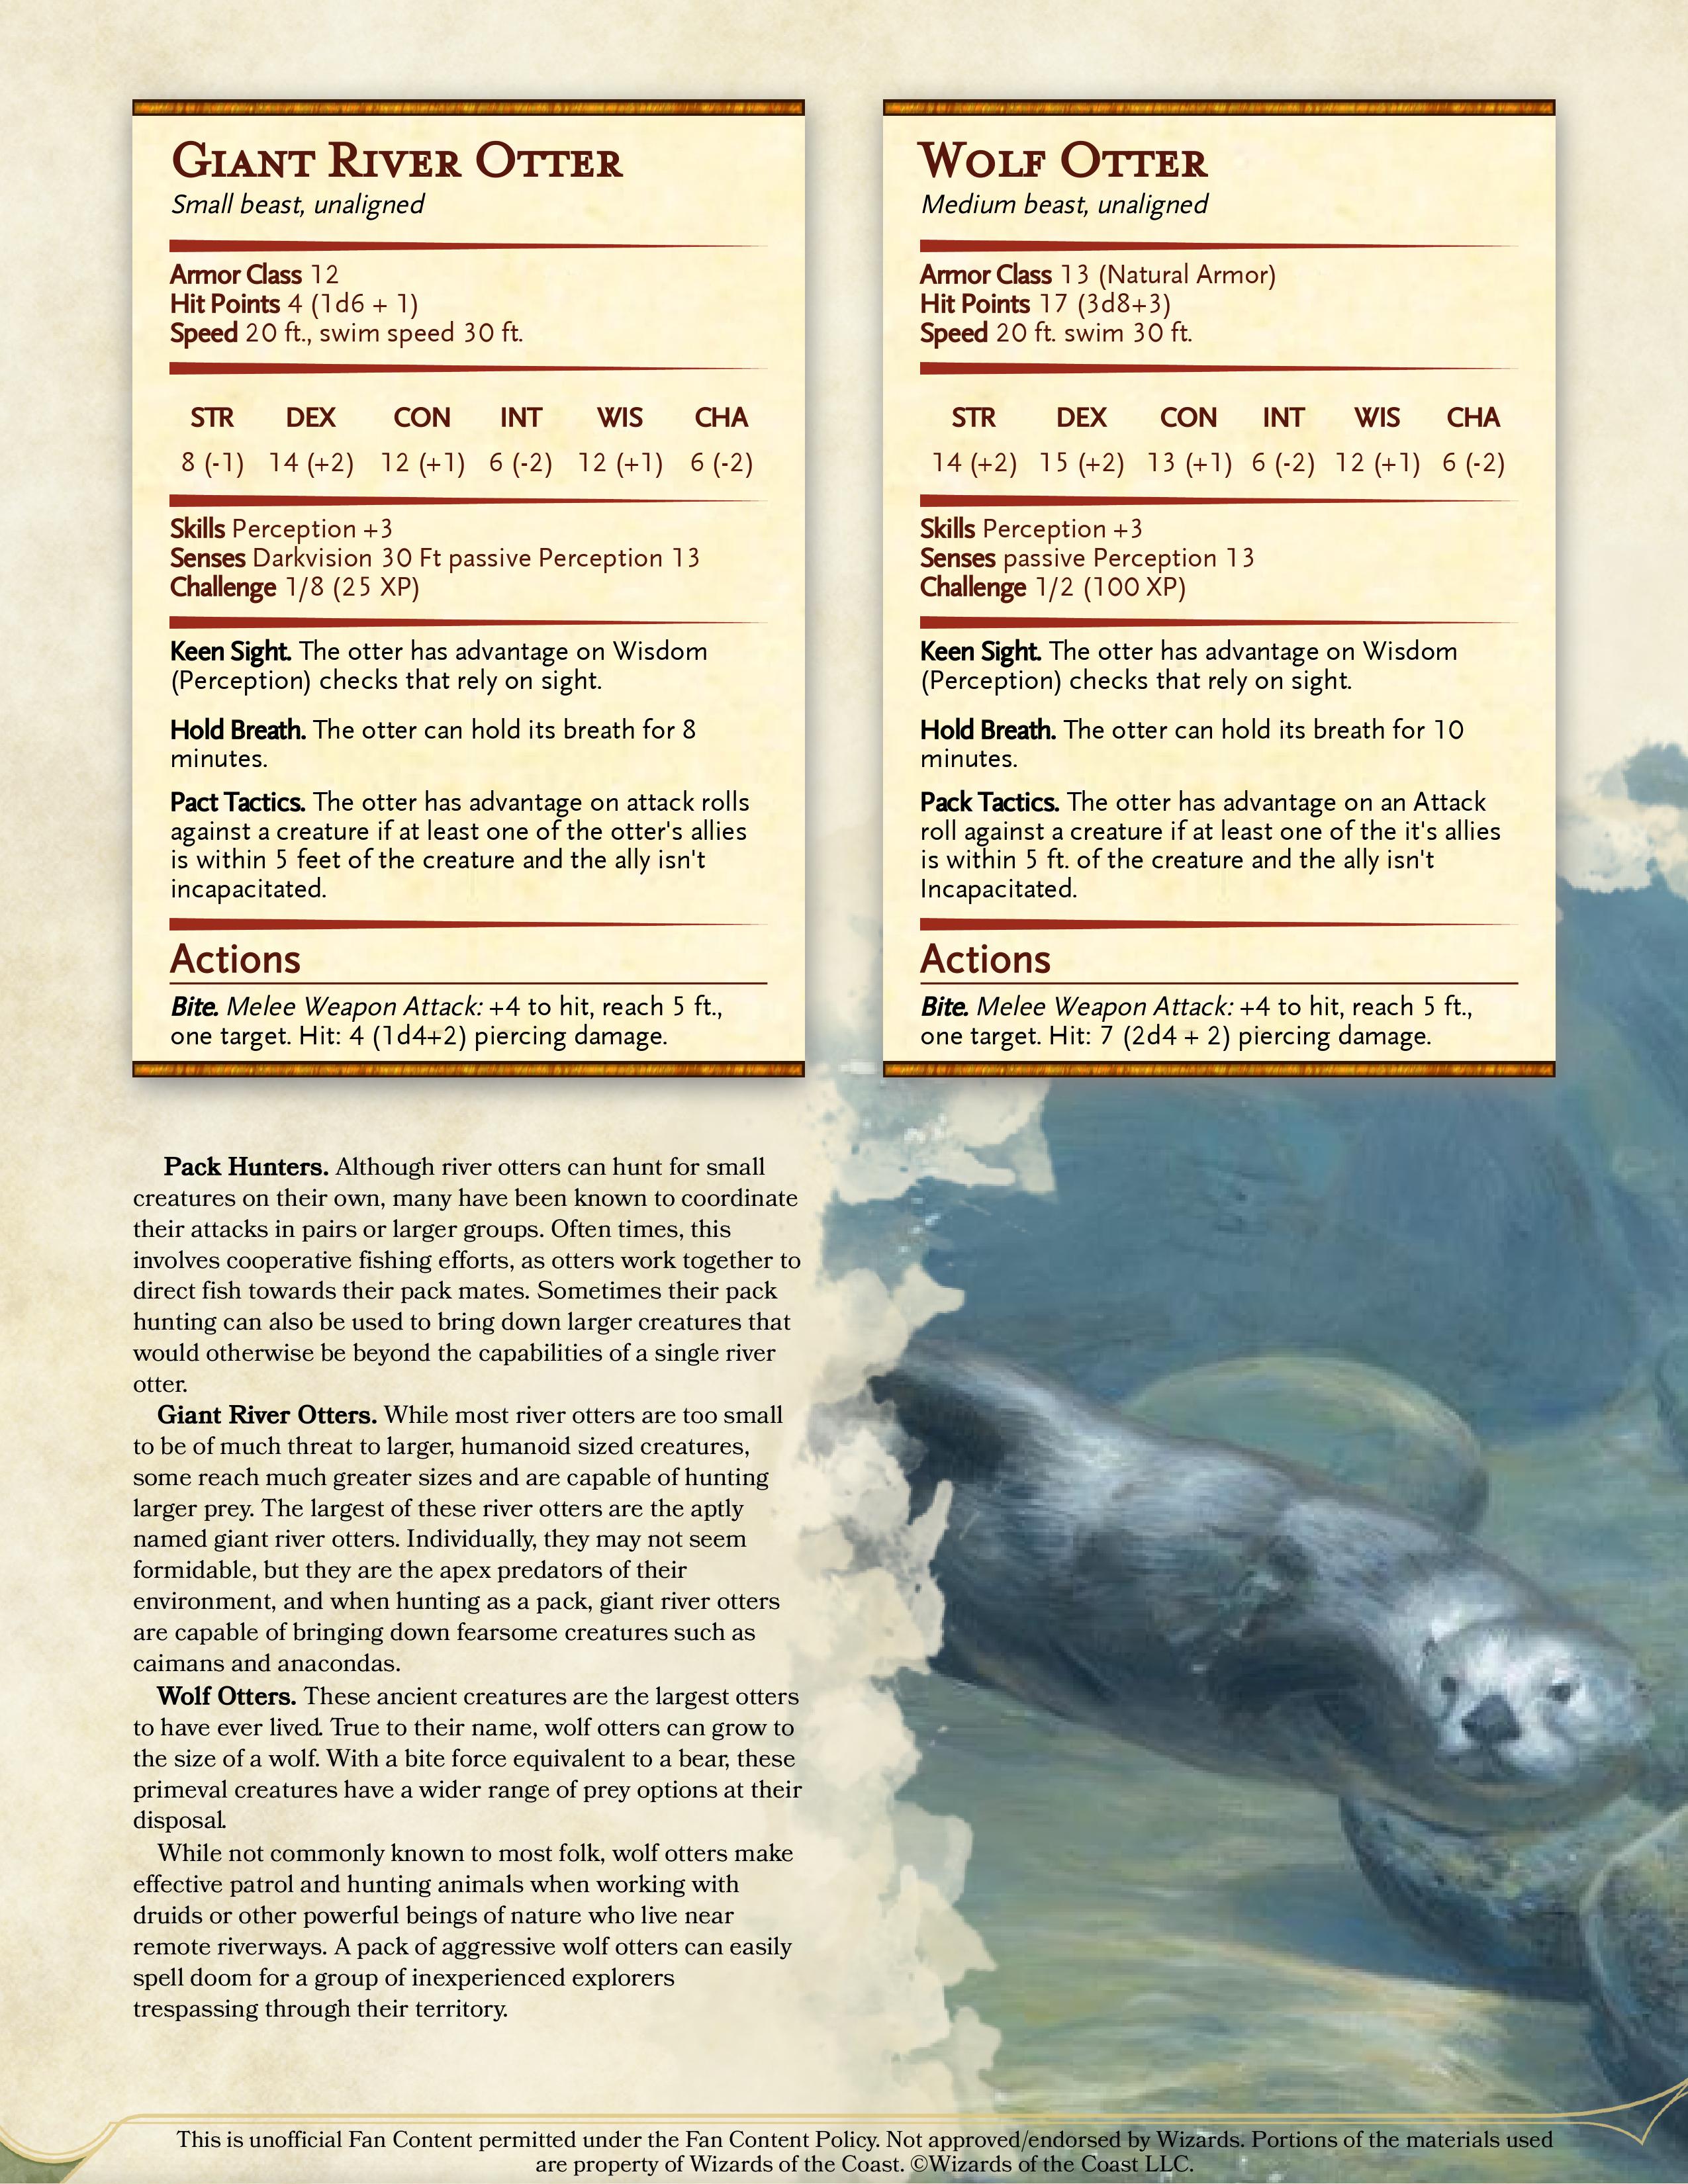 Giant River Otter
Small beast, unaligned
Armor Class 12
Hit Points 4 (1d6 + 1)
Speed 20 ft., swim speed 30 ft.
STR DEX CON INT WIS CHA
8 (-1) 14 (+2) 12 (+1) 6 (-2) 12 (+1) 6 (-2)
Skills Perception +3
Senses Darkvision 30 Ft passive Perception 13
Challenge 1/8 (25 XP)
Keen Sight. The otter has advantage on Wisdom
(Perception) checks that rely on sight.
Hold Breath. The otter can hold its breath for 8
minutes.
Pact Tactics. The otter has advantage on attack rolls
against a creature if at least one of the otter's allies
is within 5 feet of the creature and the ally isn't
incapacitated.
Actions
Bite. Melee Weapon Attack: +4 to hit, reach 5 ft.,
one target. Hit: 4 (1d4+2) piercing damage.
Wolf Otter
Medium beast, unaligned
Armor Class 13 (Natural Armor)
Hit Points 17 (3d8+3)
Speed 20 ft. swim 30 ft.
STR DEX CON INT WIS CHA
14 (+2) 15 (+2) 13 (+1) 6 (-2) 12 (+1) 6 (-2)
Skills Perception +3
Senses passive Perception 13
Challenge 1/2 (100 XP)
Keen Sight. The otter has advantage on Wisdom
(Perception) checks that rely on sight.
Hold Breath. The otter can hold its breath for 10
minutes.
Pack Tactics. The otter has advantage on an Attack
roll against a creature if at least one of the it's allies
is within 5 ft. of the creature and the ally isn't
Incapacitated.
Actions
Bite. Melee Weapon Attack: +4 to hit, reach 5 ft.,
one target. Hit: 7 (2d4 + 2) piercing damage.
Pack Hunters. Although river otters can hunt for small
creatures on their own, many have been known to coordinate
their attacks in pairs or larger groups. Often times, this
involves cooperative fishing efforts, as otters work together to
direct fish towards their pack mates. Sometimes their pack
hunting can also be used to bring down larger creatures that
would otherwise be beyond the capabilities of a single river
otter.
Giant River Otters. While most river otters are too small
to be of much threat to larger, humanoid sized creatures,
some reach much greater sizes and are capable of hunting
larger prey. The largest of these river otters are the aptly
named giant river otters. Individually, they may not seem
formidable, but they are the apex predators of their
environment, and when hunting as a pack, giant river otters
are capable of bringing down fearsome creatures such as
caimans and anacondas.
Wolf Otters. These ancient creatures are the largest otters
to have ever lived. True to their name, wolf otters can grow to
the size of a wolf. With a bite force equivalent to a bear, these
primeval creatures have a wider range of prey options at their
disposal.
While not commonly known to most folk, wolf otters make
effective patrol and hunting animals when working with
druids or other powerful beings of nature who live near
remote riverways. A pack of aggressive wolf otters can easily
spell doom for a group of inexperienced explorers
trespassing through their territory.
This is unofficial Fan Content permitted under the Fan Content Policy. Not approved/endorsed by Wizards. Portions of the materials used
are property of Wizards of the Coast. ©Wizards of the Coast LLC.